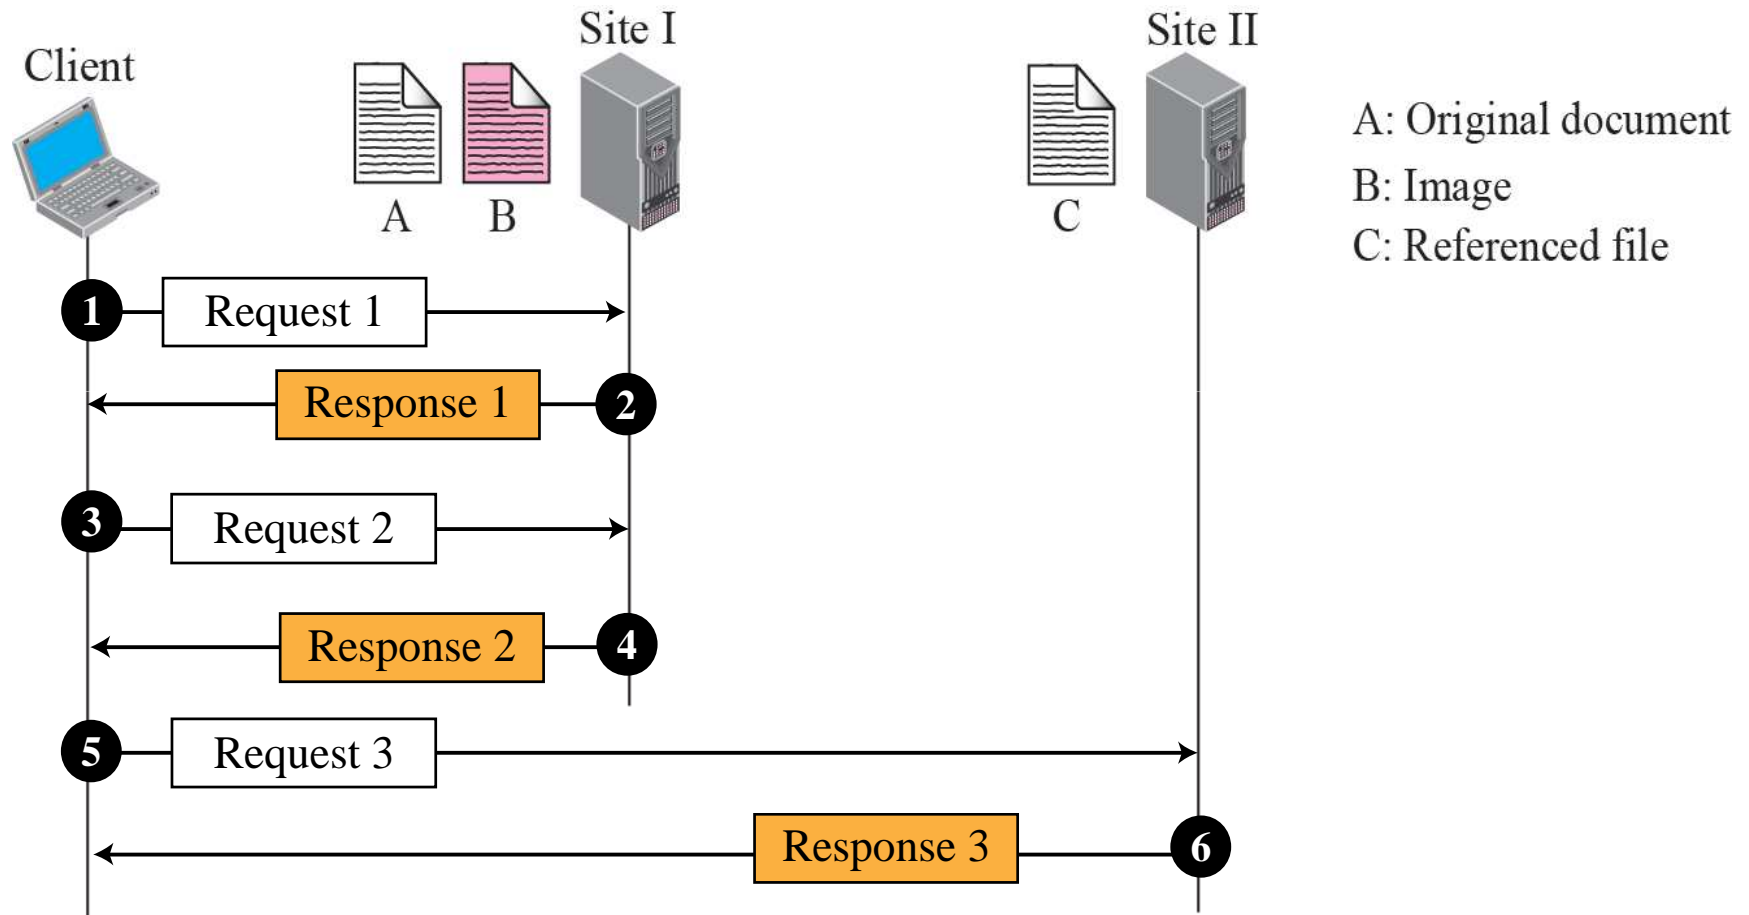 Client
Site I
Site II
A
B
C
A: Original document
B: Image
C: Referenced file
1 Request 1
Response 1 2
3 Request 2
Response 2 4
5 Request 3
Response 3 6